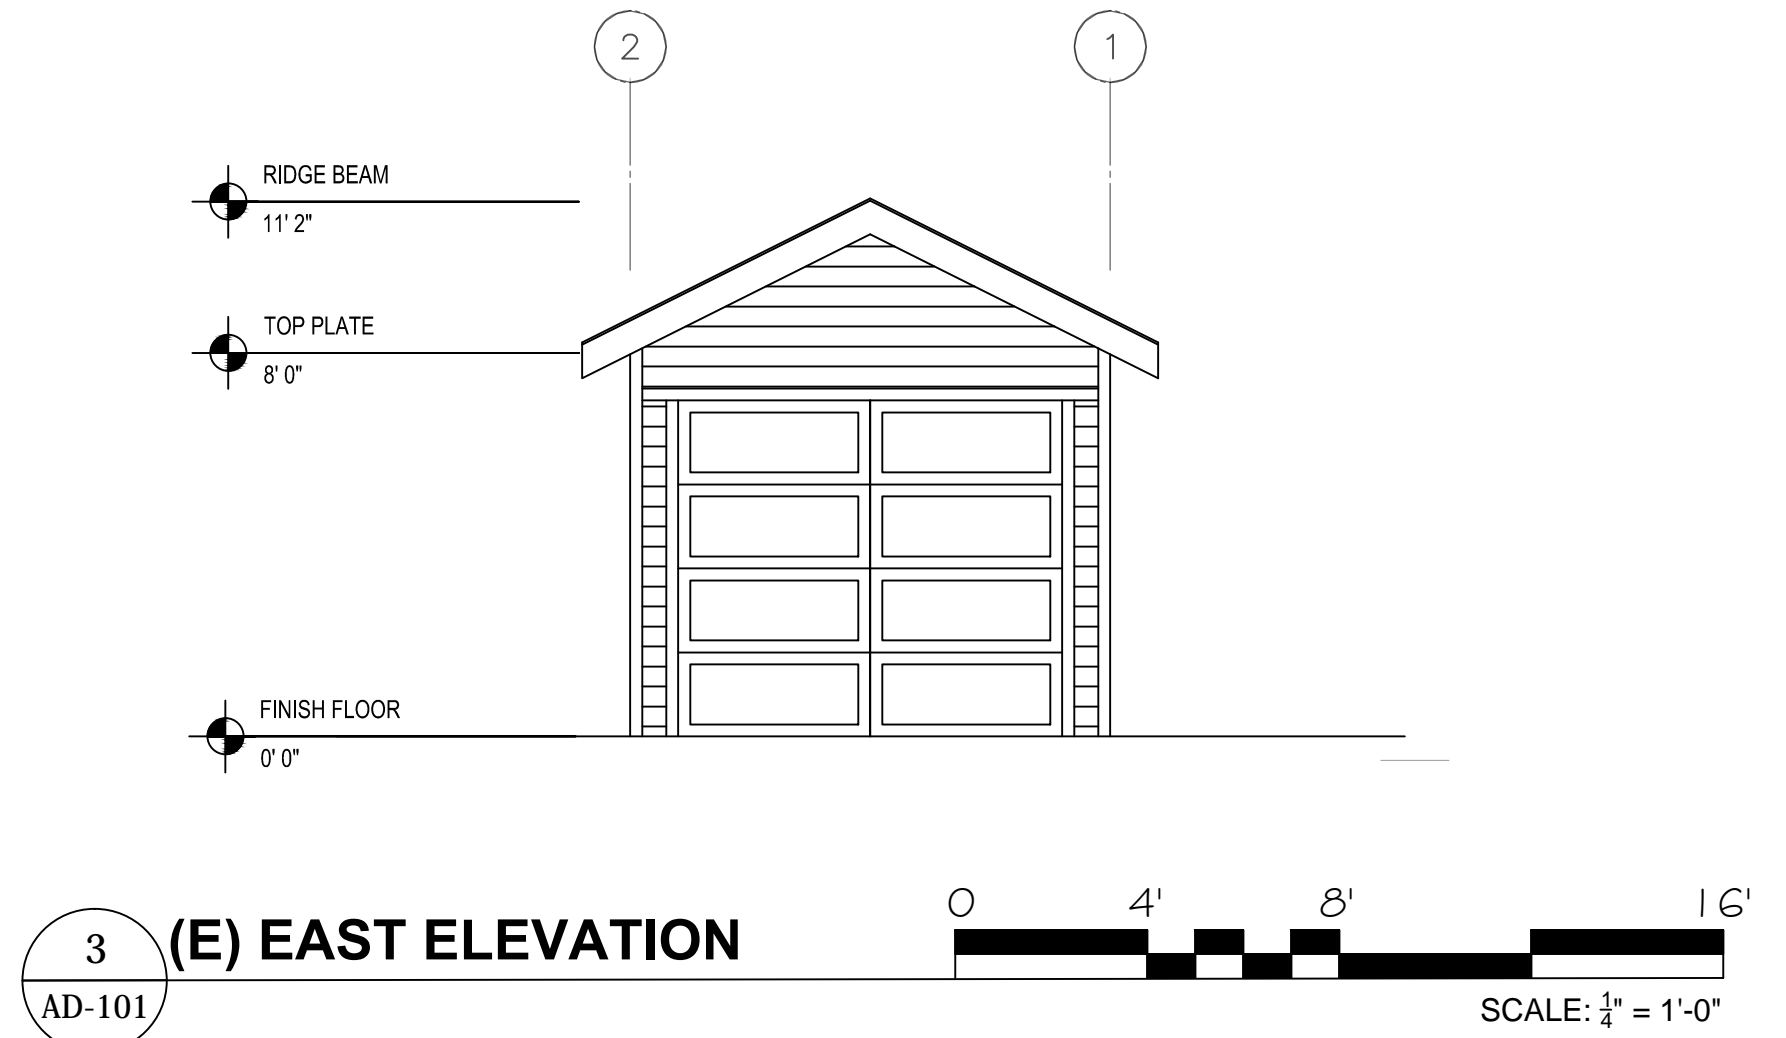 2
1
RIDGE BEAM
11' 2"
TOP PLATE
8' 0"
FINISH FLOOR
0' 0"
3
AD-101
(E) EAST ELEVATION
0 4' 8' 16'
SCALE: 1/4" = 1'-0"